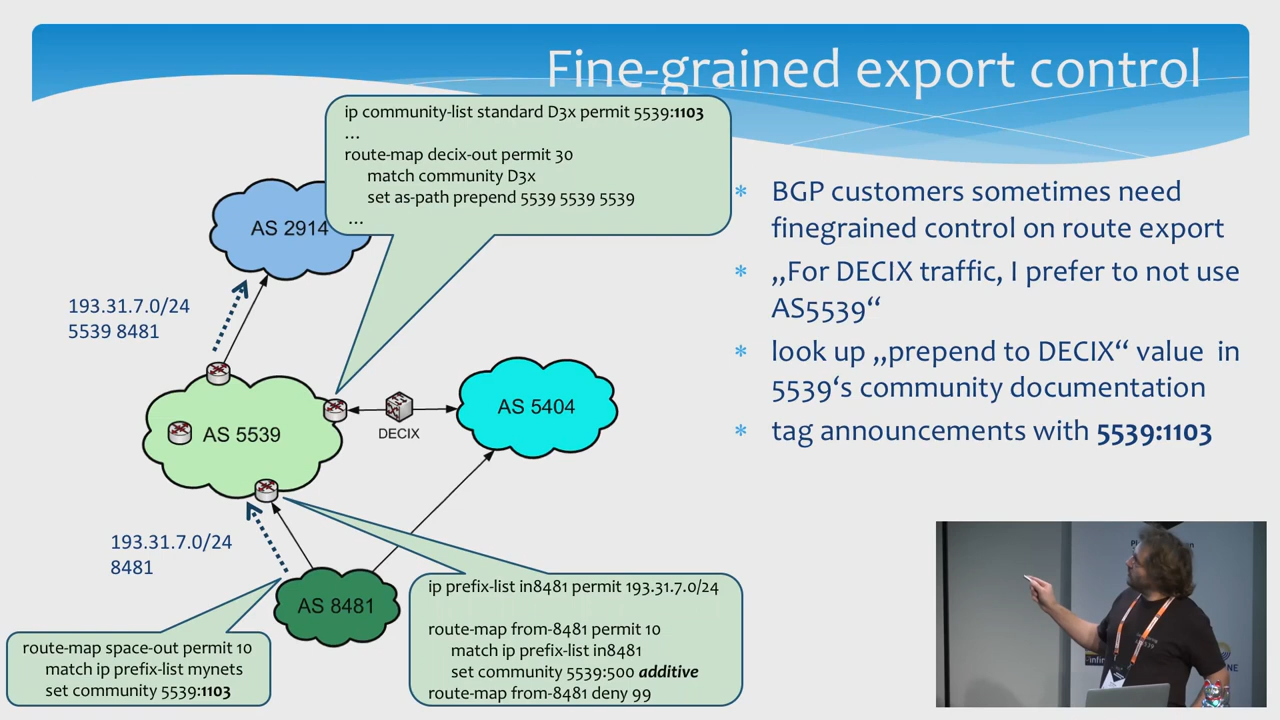 Fine-grained export control
ip community-list standard D3x permit 5539:1103
...
route-map decix-out permit 30
match community D3x
set as-path prepend 5539 5539 5539
...
AS 2914
193.31.7.0/24
5539 8481
AS 5539
DECIX
AS 5404
193.31.7.0/24
8481
AS 8481
route-map space-out permit 10
match ip prefix-list mynets
set community 5539:1103
ip prefix-list in8481 permit 193.31.7.0/24
route-map from-8481 permit 10
match ip prefix-list in8481
set community 5539:500 additive
route-map from-8481 deny 99
* BGP customers sometimes need
finegrained control on route export
* „For DECIX traffic, I prefer to not use
AS5539“
* look up „prepend to DECIX“ value in
5539‘s community documentation
* tag announcements with 5539:1103